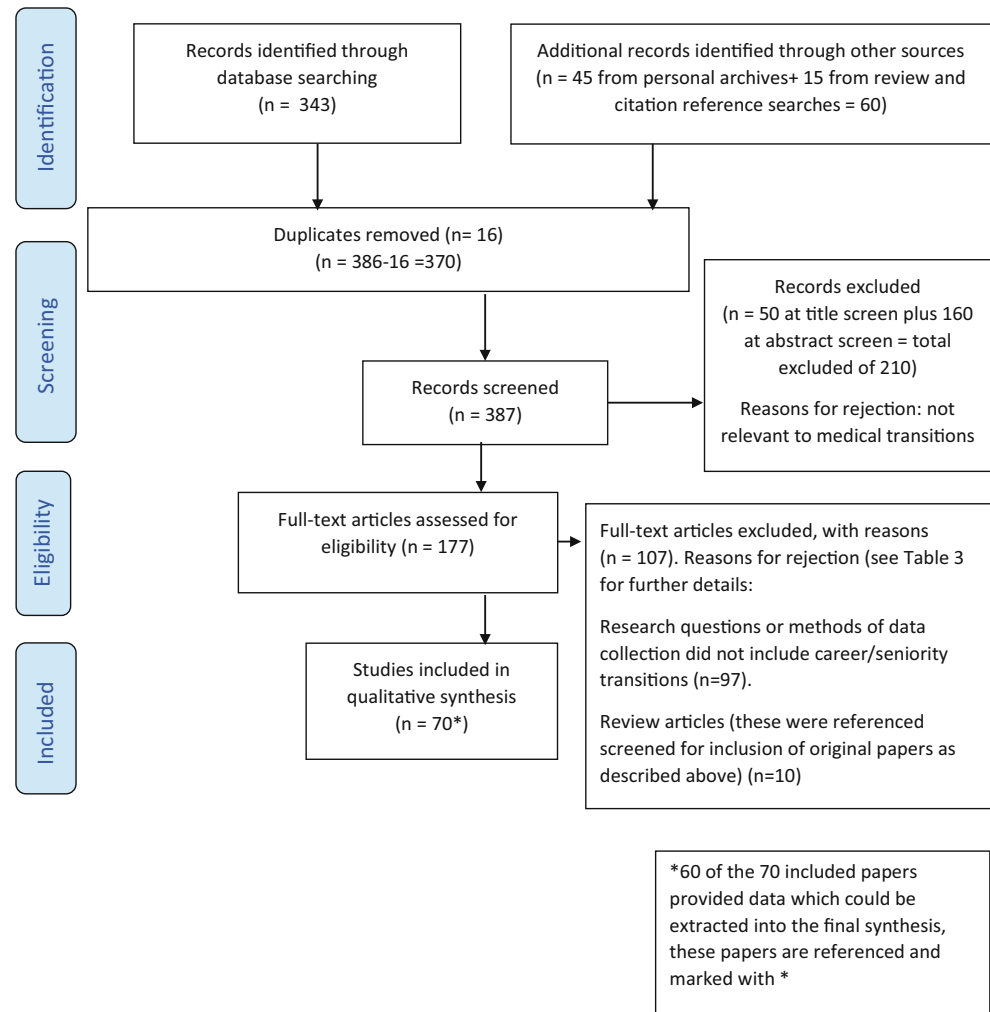 Identification
Records identified through
database searching
(n = 343)
Additional records identified through other sources
(n = 45 from personal archives+ 15 from review and
citation reference searches = 60)
Screening
Duplicates removed (n= 16)
(n = 386-16 =370)
Records excluded
(n = 50 at title screen plus 160
at abstract screen = total
excluded of 210)
Reasons for rejection: not
relevant to medical transitions
Records screened
(n = 387)
Eligibility
Full-text articles assessed for
eligibility (n = 177)
Full-text articles excluded, with reasons
(n = 107). Reasons for rejection (see Table 3
for further details:
Research questions or methods of data
collection did not include career/seniority
transitions (n=97).
Review articles (these were referenced
screened for inclusion of original papers as
described above) (n=10)
Included
Studies included in
qualitative synthesis
(n = 70*)
*60 of the 70 included papers
provided data which could be
extracted into the final synthesis,
these papers are referenced and
marked with *